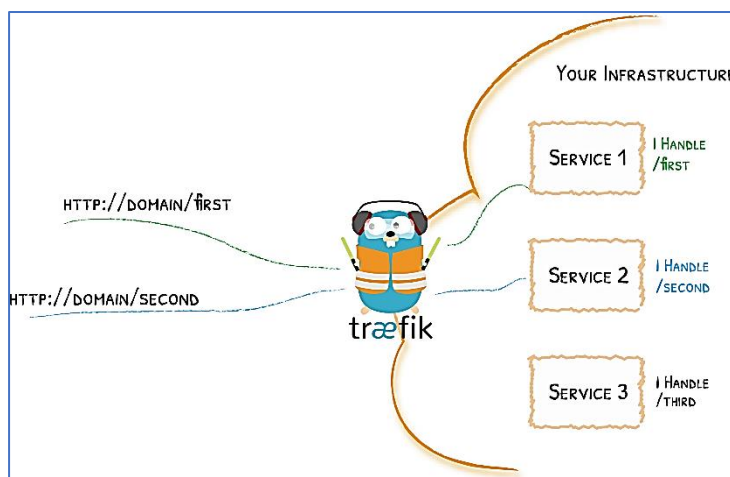 YOUR INFRASTRUCTURE
SERVICE 1
I HANDLE
/FIRST
HTTP://DOMAIN/FIRST
SERVICE 2
I HANDLE
/SECOND
HTTP://DOMAIN/SECOND
træfik
SERVICE 3
I HANDLE
/THIRD